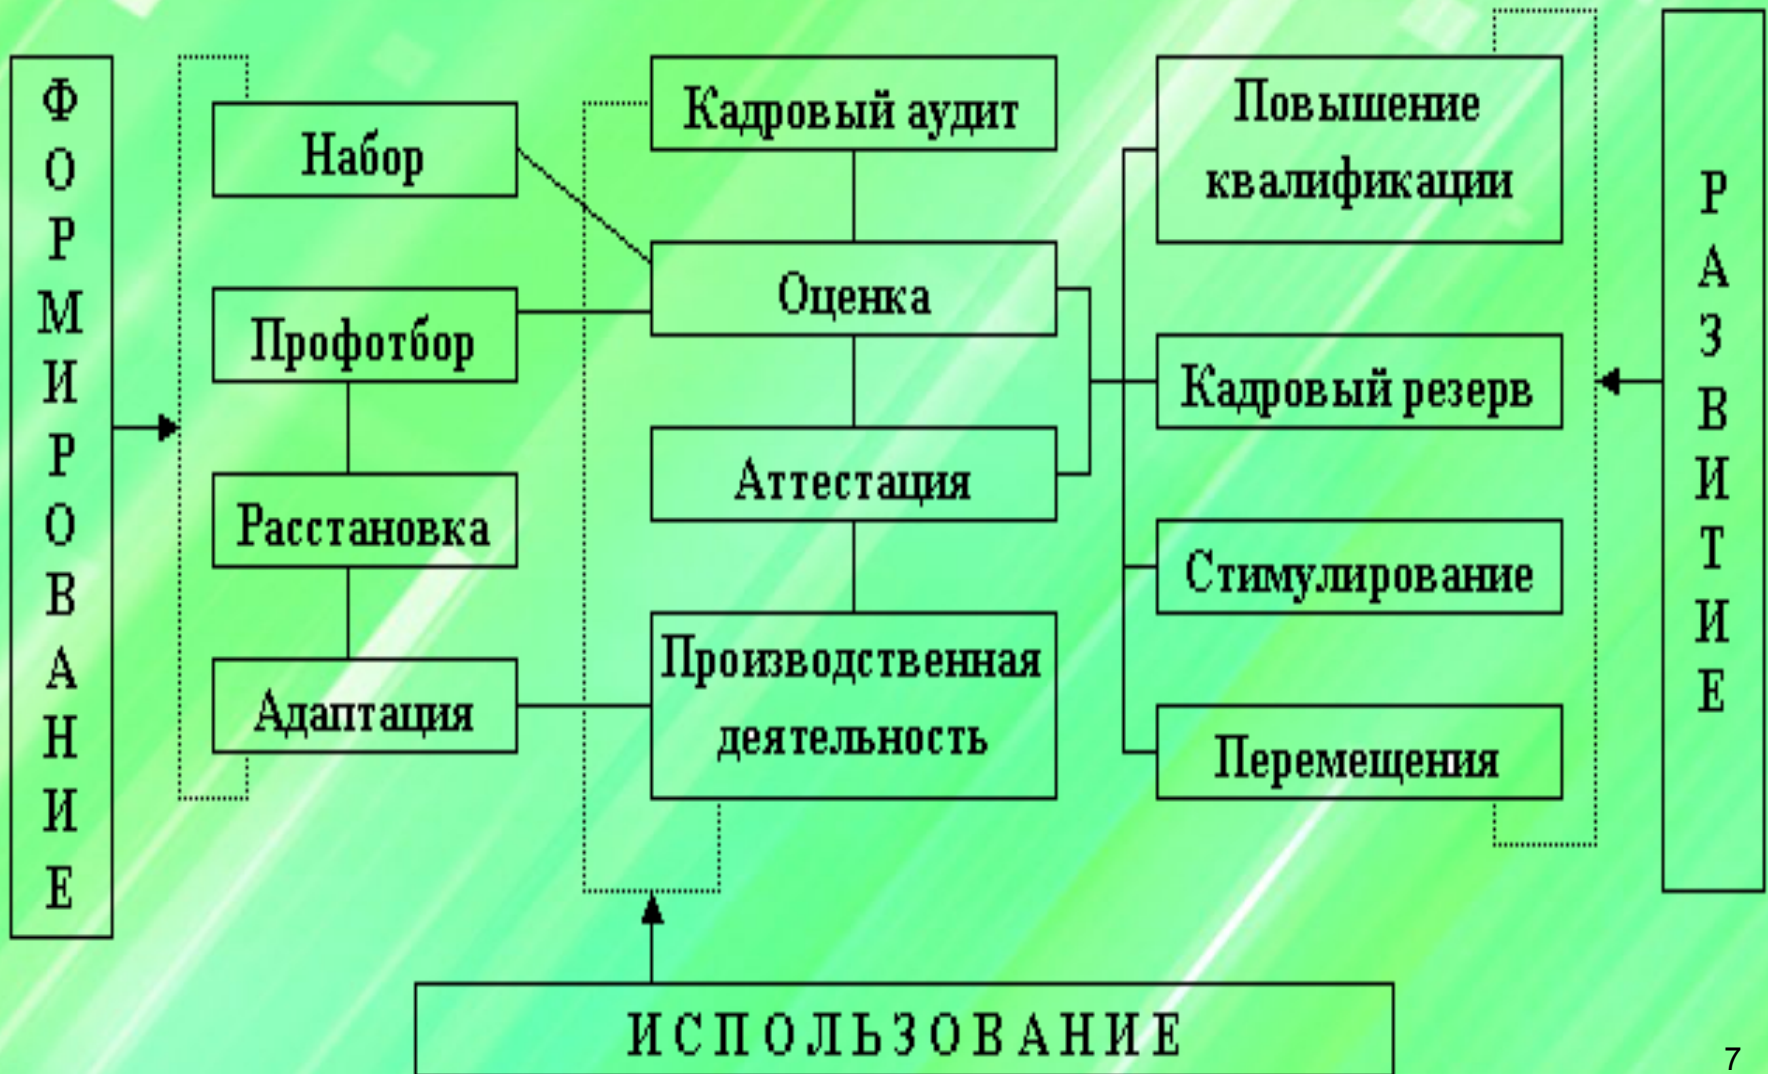 ФОРМИРОВАНИЕ
Набор
Профотбор
Расстановка
Адаптация
Кадровый аудит
Оценка
Аттестация
Производственная
деятельность
Повышение
квалификации
Кадровый резерв
Стимулирование
Перемещения
РАЗВИТИЕ
ИСПОЛЬЗОВАНИЕ
7